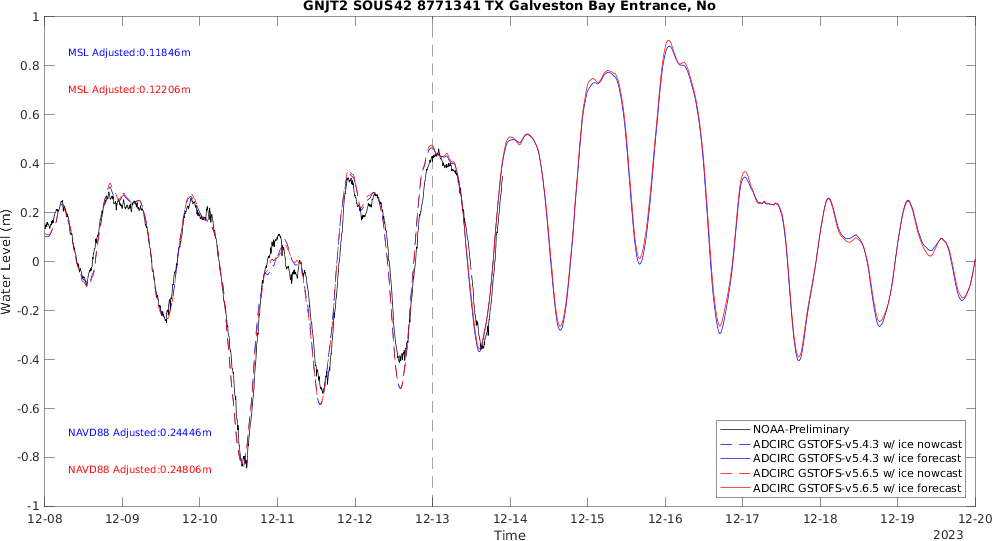 GNJT2 SOUS42 8771341 TX Galveston Bay Entrance, No
MSL Adjusted:0.11846m
MSL Adjusted:0.12206m
NAVD88 Adjusted:0.24446m
NAVD88 Adjusted:0.24806m
Water Level (m)
1
0.8
0.6
0.4
0.2
0
-0.2
-0.4
-0.6
-0.8
-1
NOAA-Preliminary
ADCIRC GSTOFS-v5.4.3 w/ ice nowcast
ADCIRC GSTOFS-v5.4.3 w/ ice forecast
ADCIRC GSTOFS-v5.6.5 w/ ice nowcast
ADCIRC GSTOFS-v5.6.5 w/ ice forecast
12-08 12-09 12-10 12-11 12-12 12-13 12-14 12-15 12-16 12-17 12-18 12-19 12-20
Time
2023